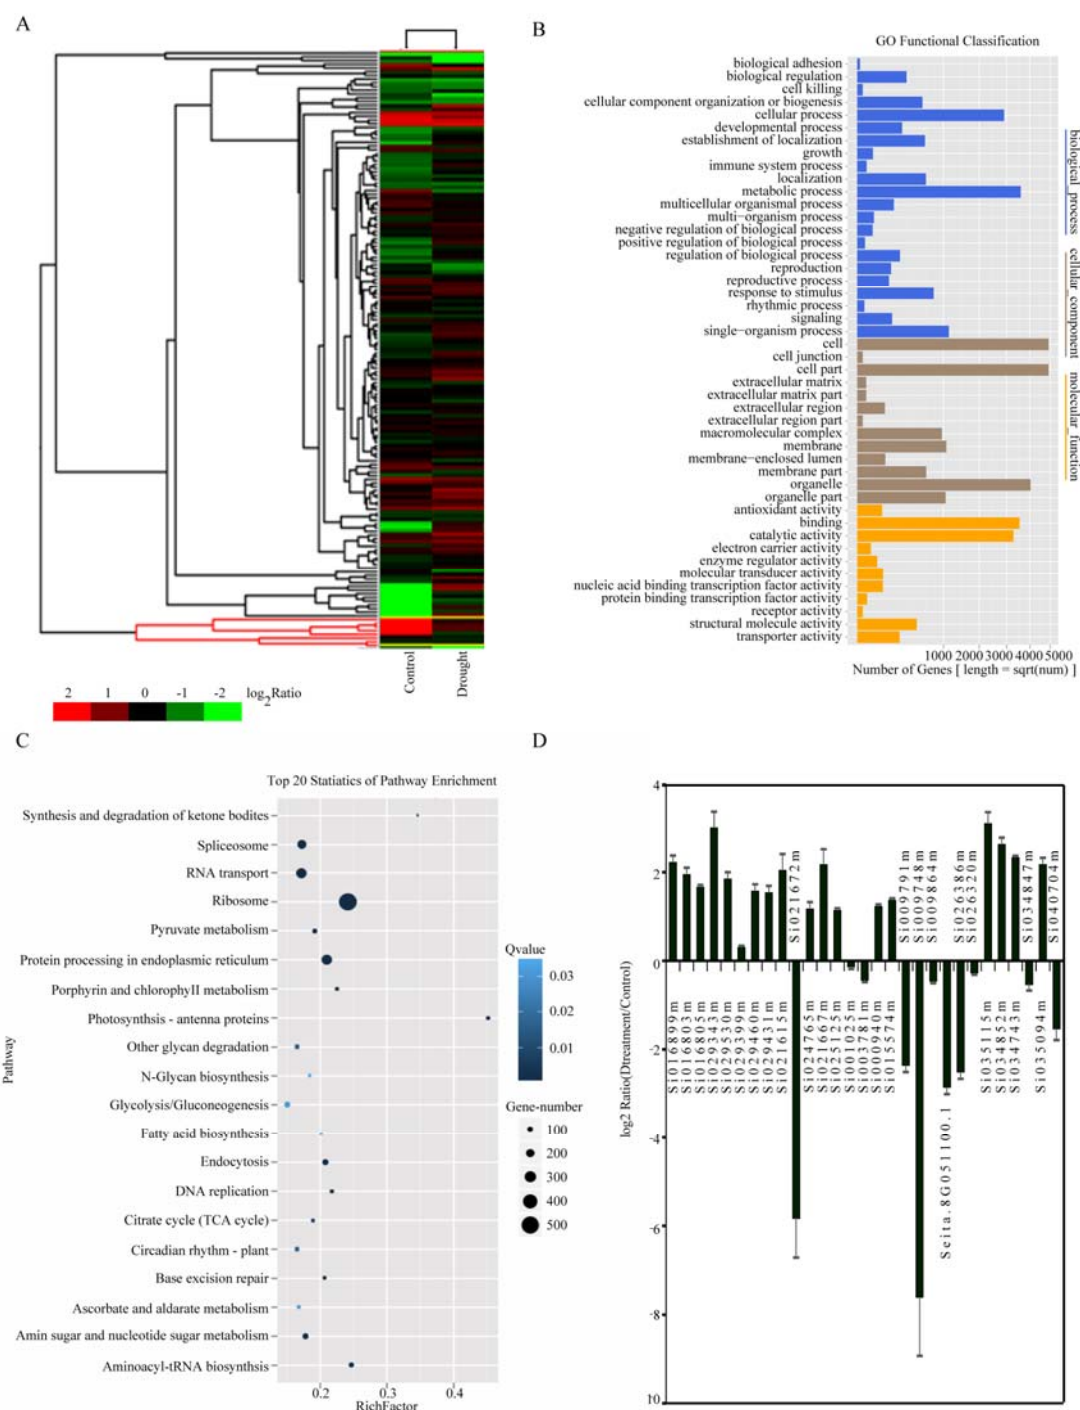 A
Control
Drought
2 1 0 -1 -2 log2Ratio
B
GO Functional Classification
biological adhesion
biological regulation
cell killing
cellular component organization or biogenesis
cellular process
developmental process
establishment of localization
growth
immune system process
localization
metabolic process
multicellular organismal process
multi−organism process
negative regulation of biological process
positive regulation of biological process
regulation of biological process
reproduction
reproductive process
response to stimulus
rhythmic process
signaling
single−organism process
cell
cell junction
cell part
extracellular matrix
extracellular matrix part
extracellular region
extracellular region part
macromolecular complex
membrane
membrane−enclosed lumen
membrane part
organelle
organelle part
antioxidant activity
binding
catalytic activity
electron carrier activity
enzyme regulator activity
molecular transducer activity
nucleic acid binding transcription factor activity
protein binding transcription factor activity
receptor activity
structural molecule activity
transporter activity
biological_process
cellular_component
molecular_function
1000 2000 3000 4000 5000
Number of Genes [ length = sqrt(num) ]
C
Top 20 Statiatics of Pathway Enrichment
Pathway
Synthesis and degradation of ketone bodites
Spliceosome
RNA transport
Ribosome
Pyruvate metabolism
Protein processing in endoplasmic reticulum
Porphyrin and chlorophyII metabolism
Photosynthsis - antenna proteins
Other glycan degradation
N-Glycan biosynthesis
Glycolysis/Gluconeogenesis
Fatty acid biosynthesis
Endocytosis
DNA replication
Citrate cycle (TCA cycle)
Circadian rhythm - plant
Base excision repair
Ascorbate and aldarate metabolism
Amin sugar and nucleotide sugar metabolism
Aminoacyl-tRNA biosynthsis
0.2 0.3 0.4
RichFactor
Qvalue
0.03
0.02
0.01
Gene-number
100
200
300
400
500
D
log2 Ratio(Dtreatment/Control)
4
2
0
-2
-4
-6
-8
10
Si016899m
Si016683m
Si016805m
Si029343m
Si029530m
Si029399m
Si029460m
Si029431m
Si021615m
Si021672m
Si024765m
Si021667m
Si025125m
Si001025m
Si003781m
Si000940m
Si015574m
Si009791m
Si009748m
Si009864m
Seita.8G051100.1
Si026386m
Si026320m
Si035115m
Si034852m
Si034743m
Si034847m
Si035094m
Si040704m